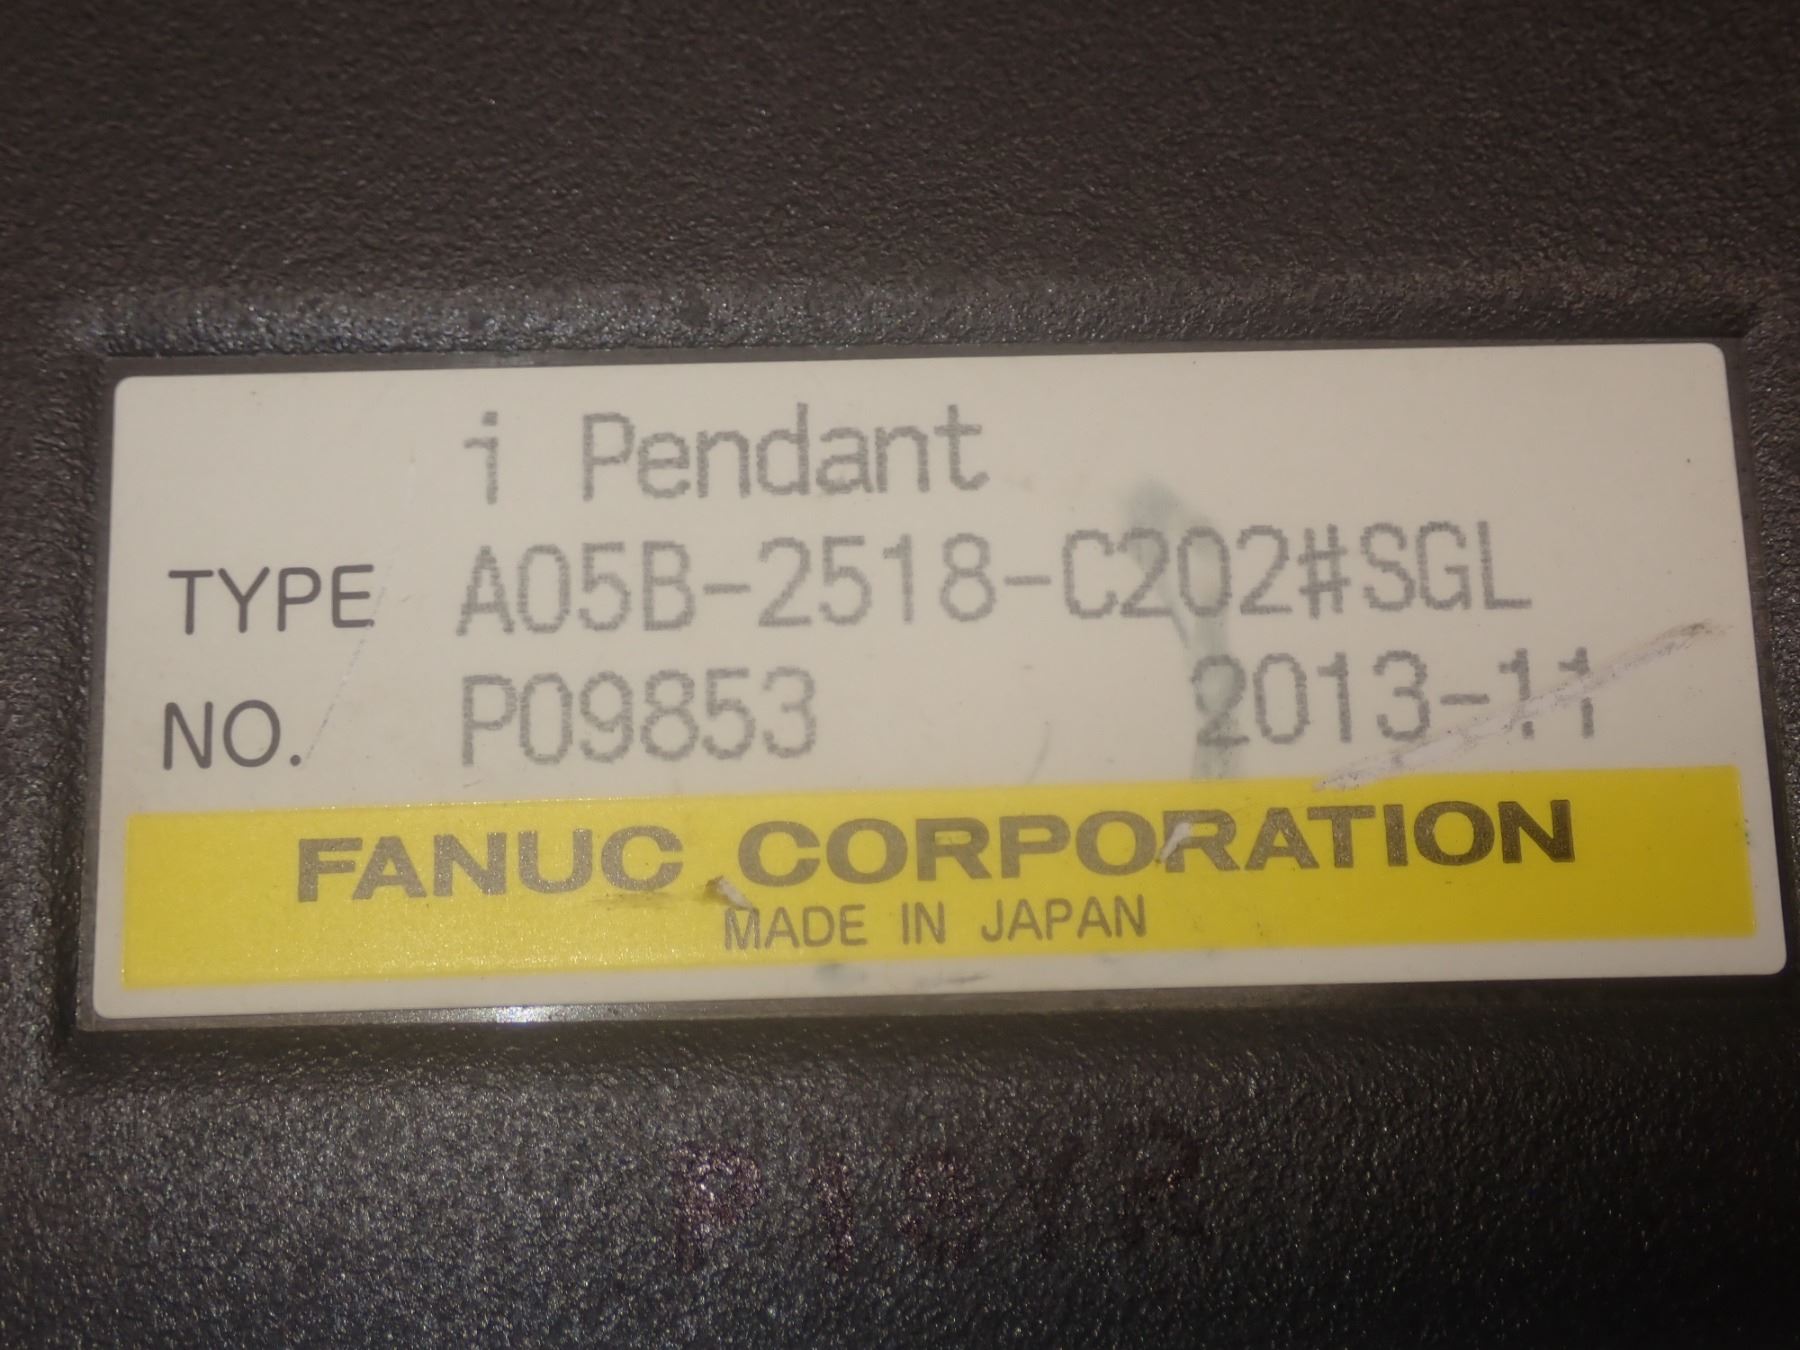 i Pendant
TYPE A05B-2518-C202#SGL
NO. P09853 2013-11
FANUC CORPORATION
MADE IN JAPAN